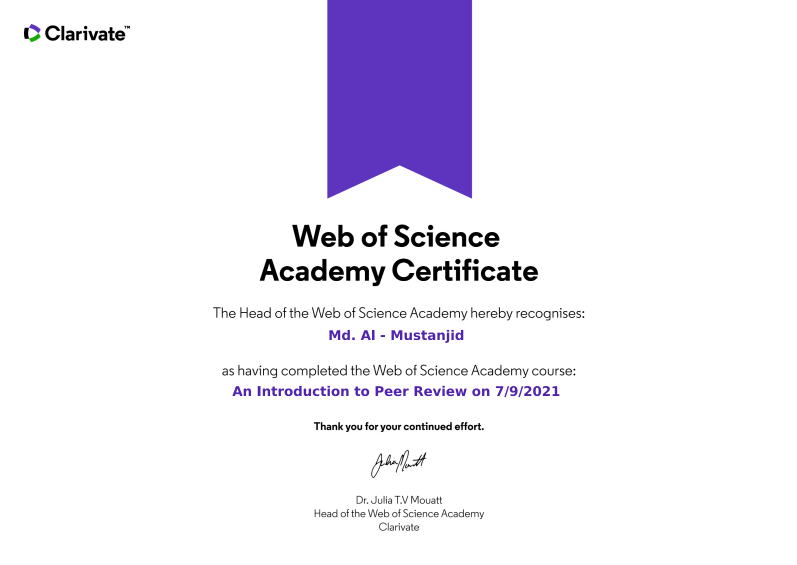 Clarivate™
Web of Science
Academy Certificate
The Head of the Web of Science Academy hereby recognises:
Md. Al - Mustanjid
as having completed the Web of Science Academy course:
An Introduction to Peer Review on 7/9/2021
Thank you for your continued effort.
Julia Mouatt
Dr. Julia T.V Mouatt
Head of the Web of Science Academy
Clarivate